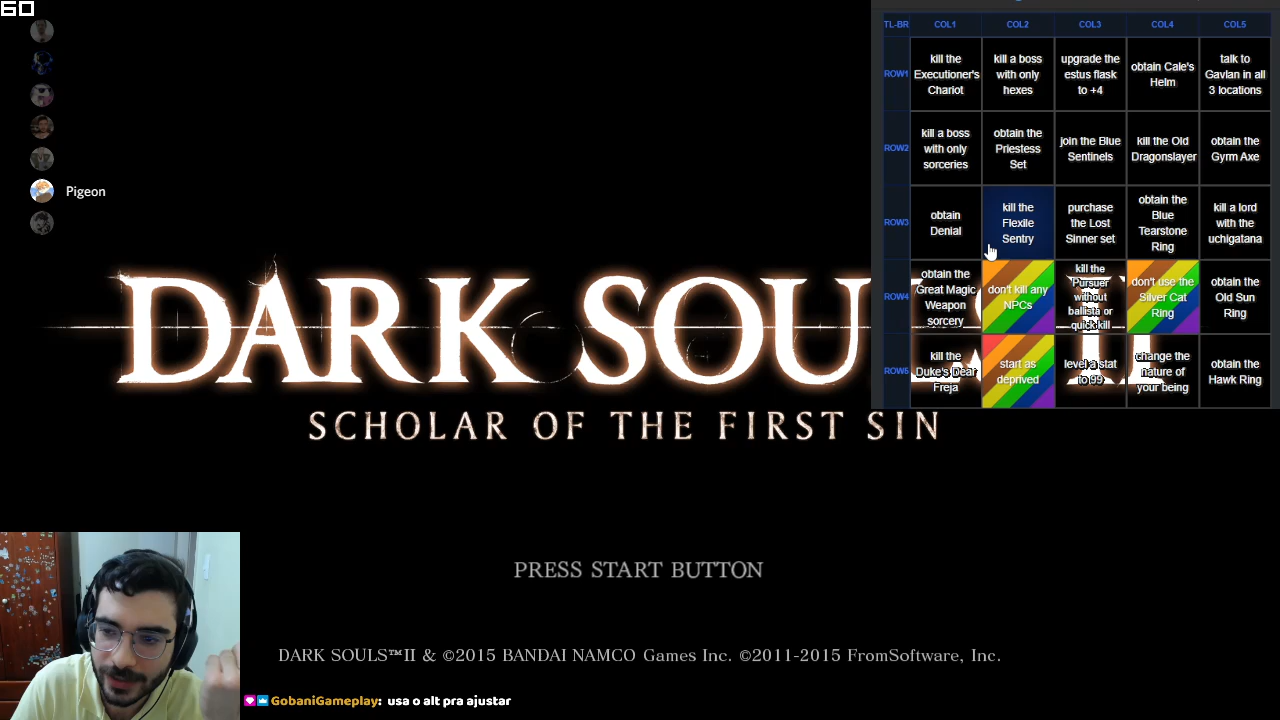 60
Pigeon
TL-BR COL1 COL2 COL3 COL4 COL5
ROW1
kill the
Executioner's
Chariot
kill a boss
with only
hexes
upgrade the
estus flask
to +4
obtain Cale's
Helm
talk to
Gavlan in all
3 locations
ROW2
kill a boss
with only
sorceries
obtain the
Priestess
Set
join the Blue
Sentinels
kill the Old
Dragonslayer
obtain the
Gyrm Axe
ROW3
obtain
Denial
kill the
Flexile
Sentry
purchase
the Lost
Sinner set
obtain the
Blue
Tearstone
Ring
kill a lord
with the
uchigatana
ROW4
obtain the
Great Magic
Weapon
sorcery
don't kill any
NPCs
kill the
Pursuer
without
ballista or
quick kill
don't use the
Silver Cat
Ring
obtain the
Old Sun
Ring
ROW5
kill the
Duke's Dear
Freja
start as
deprived
level a stat
to 99
change the
nature of
your being
obtain the
Hawk Ring
DARK SOULS II
SCHOLAR OF THE FIRST SIN
PRESS START BUTTON
DARK SOULS™II & ©2015 BANDAI NAMCO Games Inc. ©2011-2015 FromSoftware, Inc.
GobaniGameplay: usa o alt pra ajustar